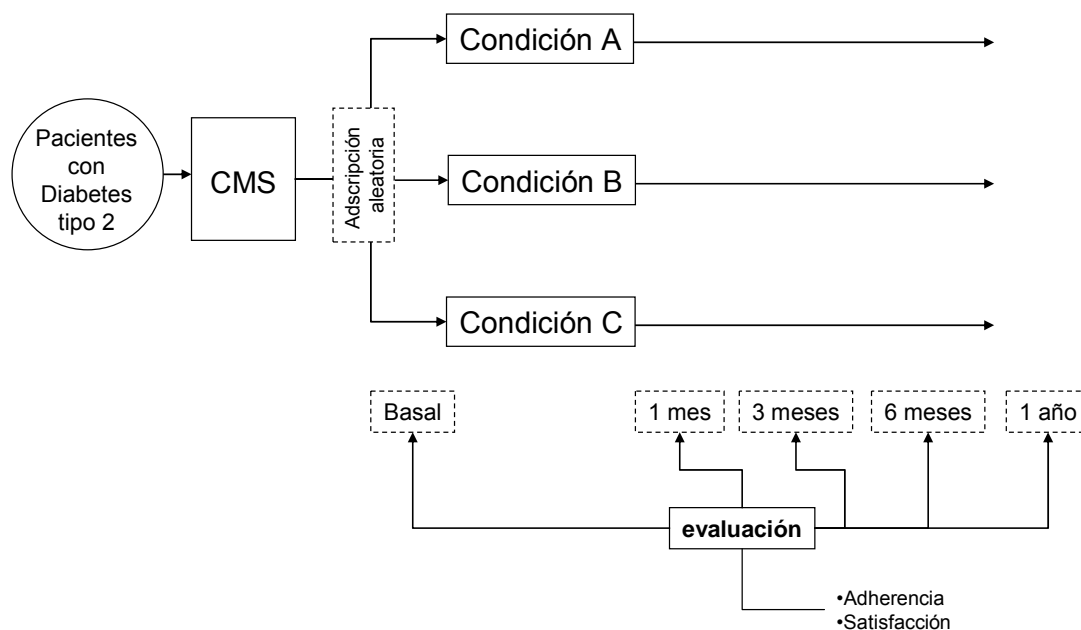 Condición A
Pacientes
con
Diabetes
tipo 2
CMS
Adscripción
aleatoria
Condición B
Condición C
Basal
1 mes
3 meses
6 meses
1 año
evaluación
•Adherencia
•Satisfacción